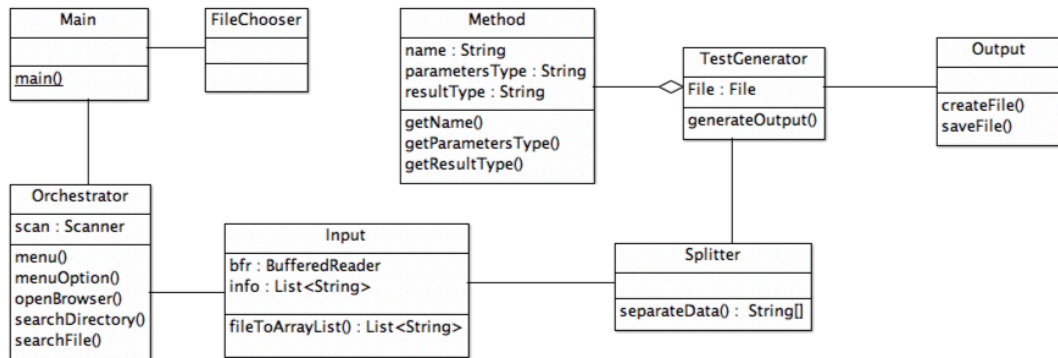 Main
main()
FileChooser
Method
name : String
parametersType : String
resultType : String
getName()
getParametersType()
getResultType()
TestGenerator
File : File
generateOutput()
Output
createFile()
saveFile()
Orchestrator
scan : Scanner
menu()
menuOption()
openBrowser()
searchDirectory()
searchFile()
Input
bfr : BufferedReader
info : List<String>
fileToArrayList() : List<String>
Splitter
separateData() : String[]